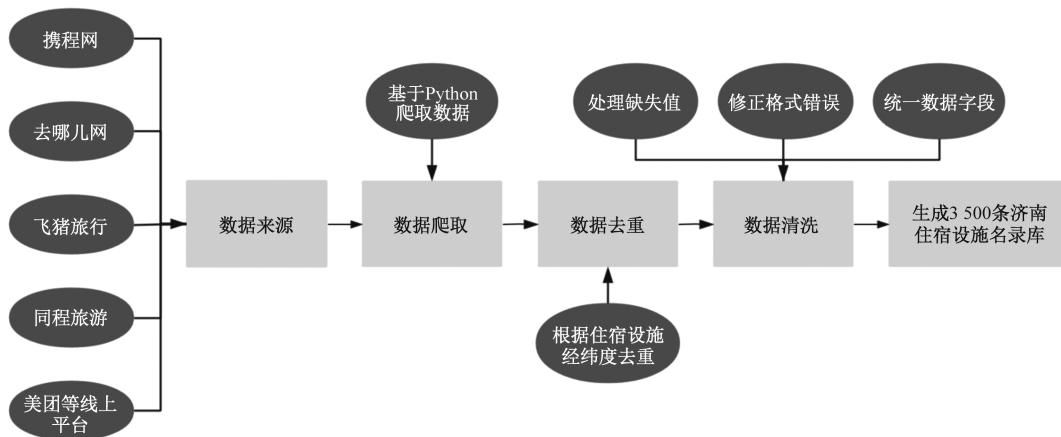 携程网
去哪儿网
飞猪旅行
同程旅游
美团等线上
平台
数据来源
基于Python
爬取数据
数据爬取
数据去重
根据住宿设施
经纬度去重
处理缺失值
修正格式错误
统一数据字段
数据清洗
生成3 500条济南
住宿设施名录库